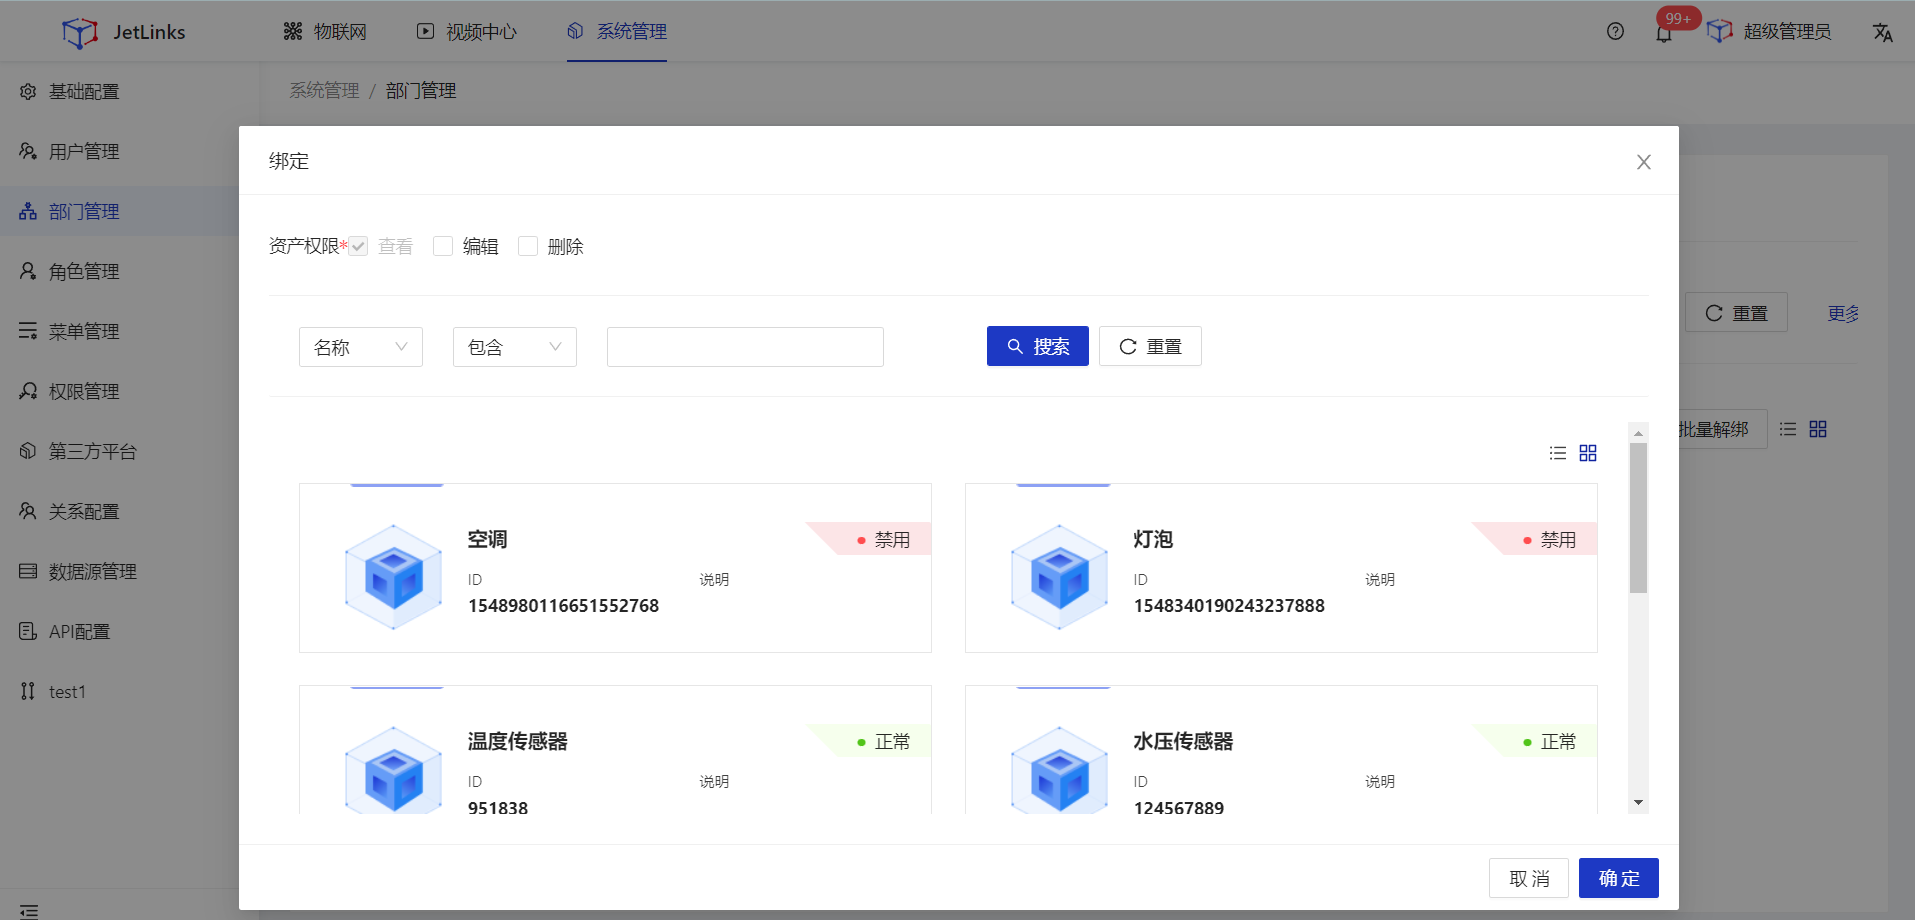 JetLinks
物联网
视频中心
系统管理
99+
超级管理员
基础配置
用户管理
部门管理
角色管理
菜单管理
权限管理
第三方平台
关系配置
数据源管理
API配置
test1
系统管理 / 部门管理
重置
更多
批量解绑
绑定
资产权限* 查看 编辑 删除
名称
包含
搜索
重置
空调
禁用
ID
说明
1548980116651552768
灯泡
禁用
ID
说明
1548340190243237888
温度传感器
正常
ID
说明
951838
水压传感器
正常
ID
说明
124567889
取消
确定